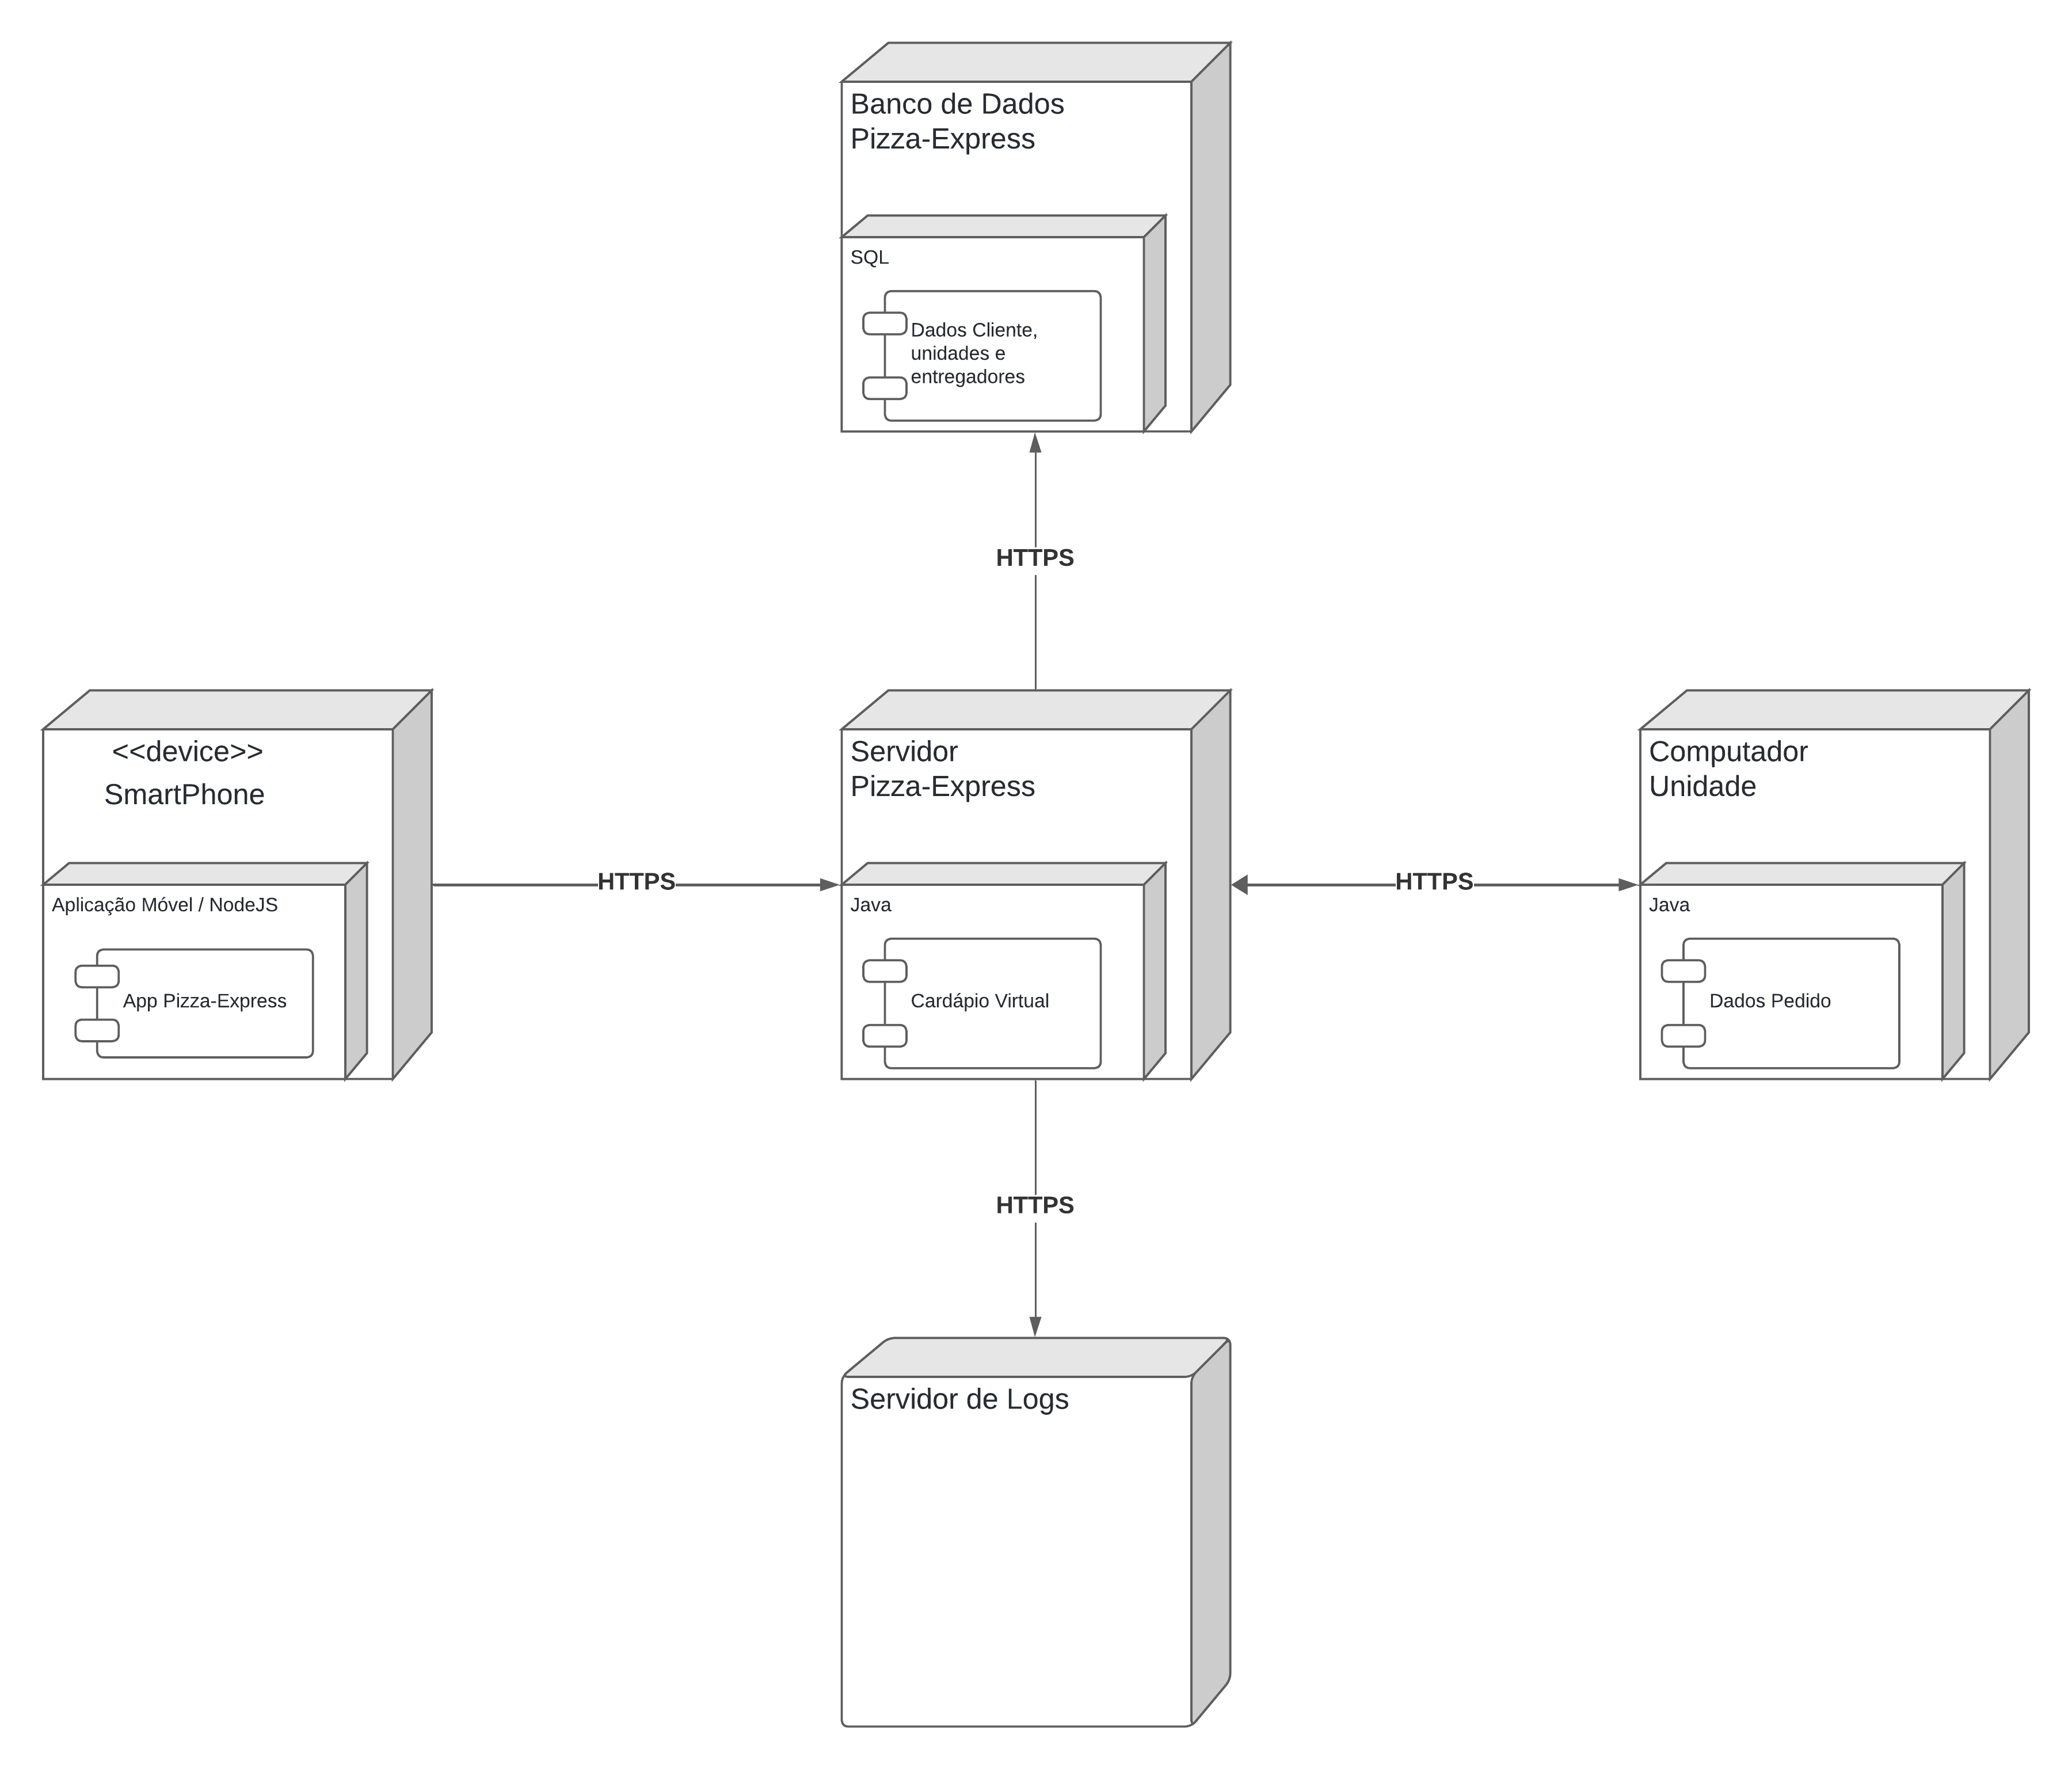 Banco de Dados
Pizza-Express
SQL
Dados Cliente,
unidades e
entregadores
HTTPS
<<device>>
SmartPhone
Aplicação Móvel / NodeJS
App Pizza-Express
HTTPS
Servidor
Pizza-Express
Java
Cardápio Virtual
HTTPS
Computador
Unidade
Java
Dados Pedido
HTTPS
Servidor de Logs